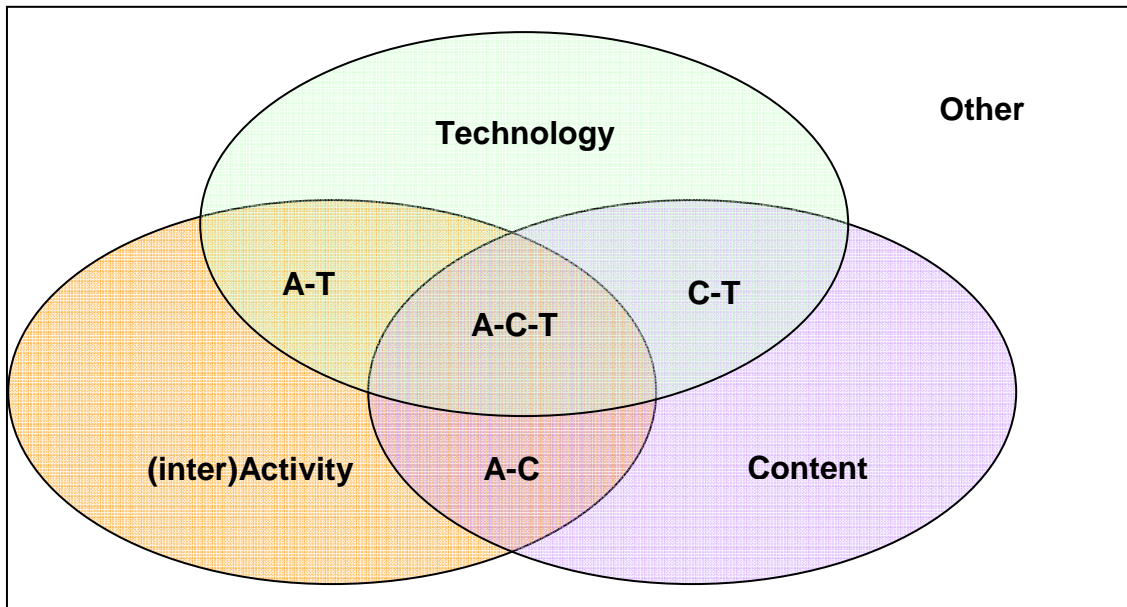 Other
Technology
A-T
C-T
A-C-T
(inter)Activity
A-C
Content